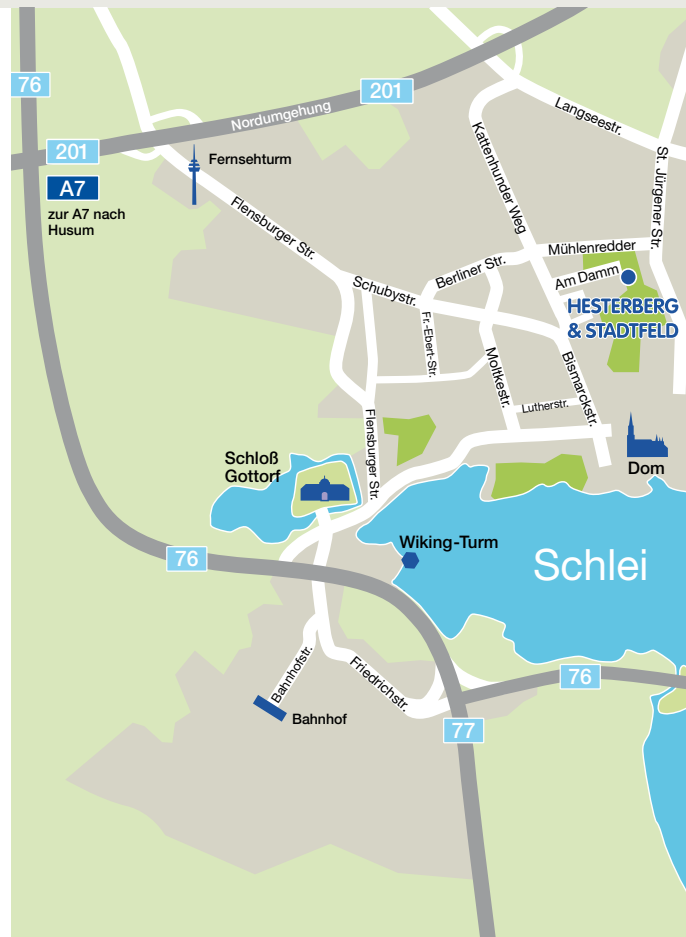 76
201
Nordumgehung
201
A7
zur A7 nach
Husum
Fernsehturm
Flensburger Str.
Kattenhunder Weg
Langseestr.
St. Jürgener Str.
Mühlenredder
Am Damm
HESTERBERG
& STADTFELD
Berliner Str.
Schubystr.
Fr.-Ebert-Str.
Moltkestr.
Lutherstr.
Bismarckstr.
Flensburger Str.
Schloß
Gottorf
Dom
Wiking-Turm
Schlei
76
Bahnhofstr.
Friedrichstr.
Bahnhof
76
77